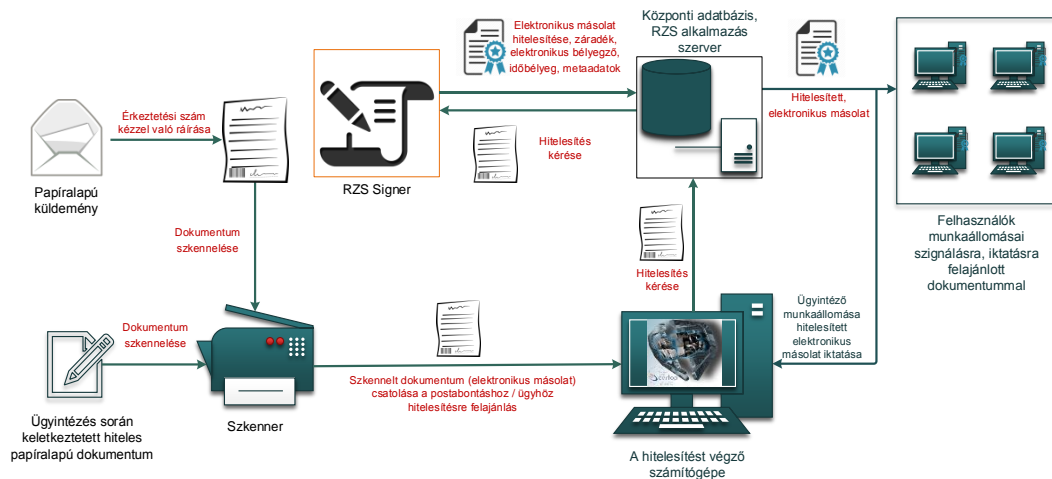 Elektronikus másolat
hitelesítése, záradék,
elektronikus bélyegző,
időbélyeg, metaadatok
Központi adatbázis,
RZS alkalmazás
szerver
Érkeztetési szám
kézzel való ráírása
Hitelesítés
kérése
Hitelesített,
elektronikus másolat
Papíralapú
küldemény
RZS Signer
Dokumentum
szkennelése
Hitelesítés
kérése
Felhasználók
munkaállomásai
szignálásra, iktatásra
felajánlott
dokumentummal
Dokumentum
szkennelése
Ügyintéző
munkaállomása
hitelesített
elektronikus
másolat iktatása
Szkennelt dokumentum (elektronikus másolat)
csatolása a postabontáshoz / ügyhöz
hitelesítésre felajánlás
Ügyintézés során
keletkeztetett hiteles
papíralapú dokumentum
Szkenner
A hitelesítést végző
számítógépe